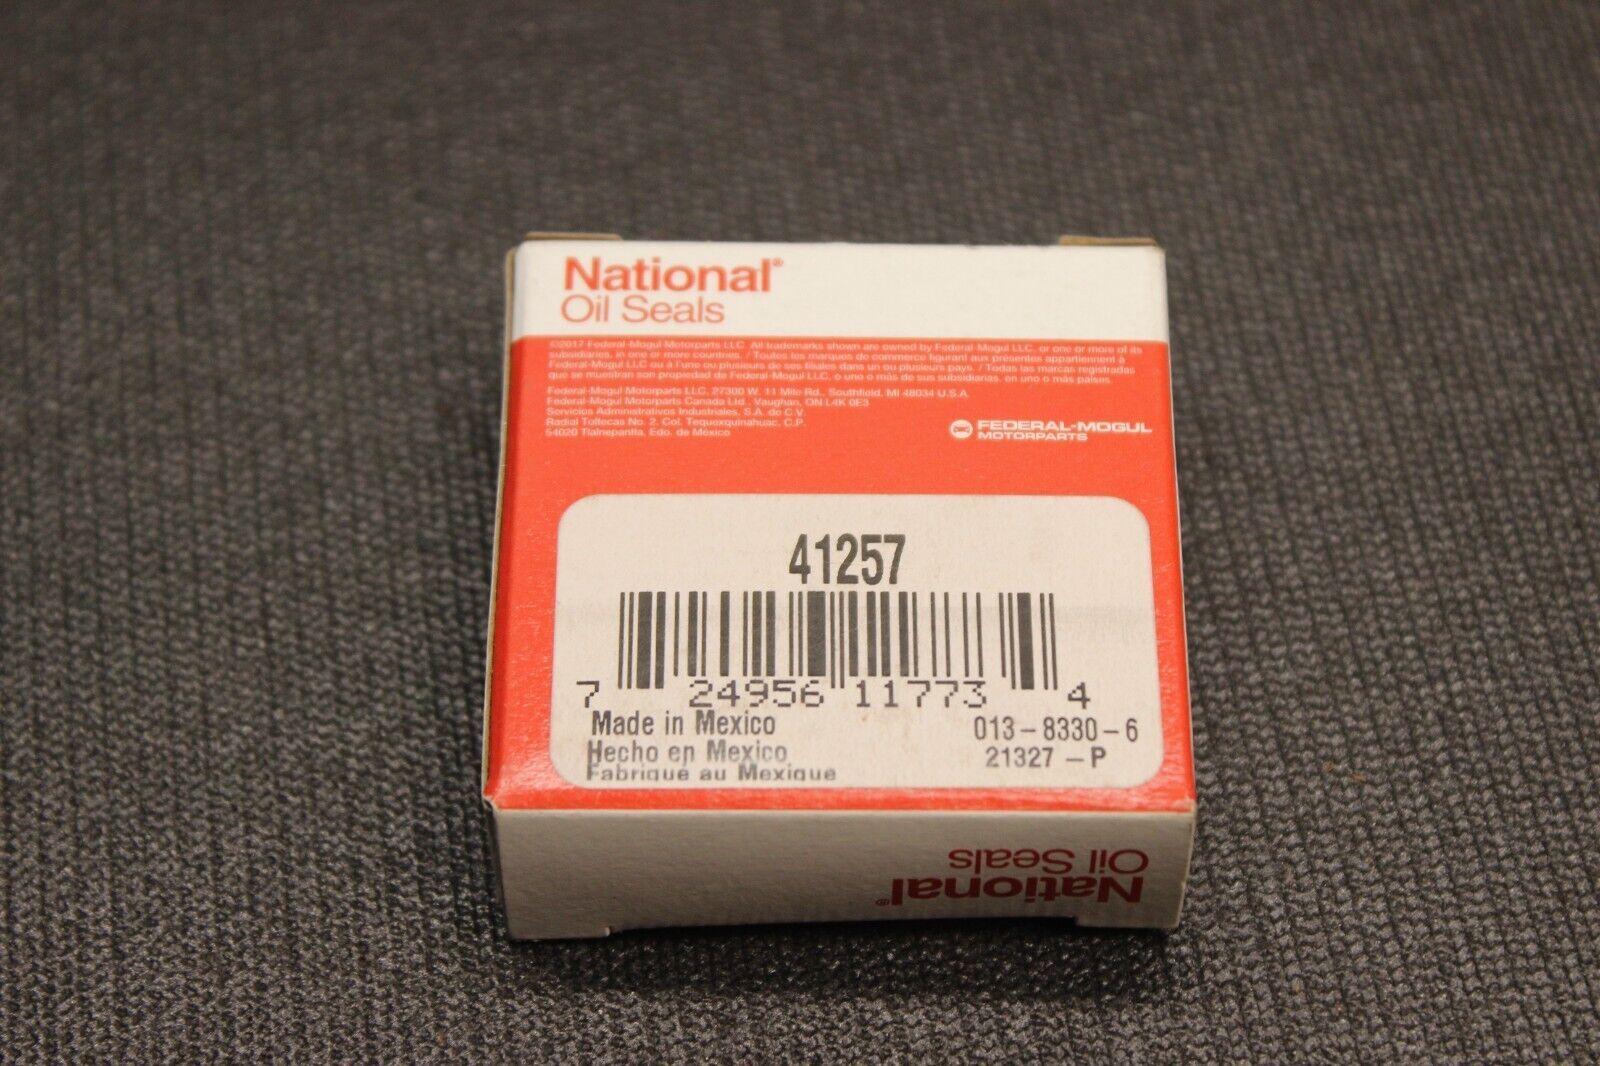 National®
Oil Seals
©2017 Federal-Mogul Motorparts LLC. All trademarks shown are owned by Federal-Mogul LLC, or one or more of its
subsidiaries, in one or more countries. / Toutes les marques de commerce figurant aux présentes appartiennent à
Federal-Mogul LLC ou à l'une ou plusieurs de ses filiales dans un ou plusieurs pays. / Todas las marcas registradas
que se muestran son propiedad de Federal-Mogul LLC, o uno o más de sus subsidiarias, en uno o más países.
Federal-Mogul Motorparts LLC. 27300 W. 11 Mile Rd., Southfield, MI 48034 U.S.A.
Federal-Mogul Motorparts Canada Ltd., Vaughan, ON L4K 0E3
Servicios Administrativos Industriales, S.A. de C.V.
Radial Toltecas No. 2, Col. Tequexquinahuac, C.P.
54020 Tlalnepantla, Edo. de México
FEDERAL-MOGUL
MOTORPARTS
41257
7 24956 11773 4
Made in Mexico 013-8330-6
Hecho en Mexico 21327 -P
Fabriqué au Mexique
National®
Oil Seals